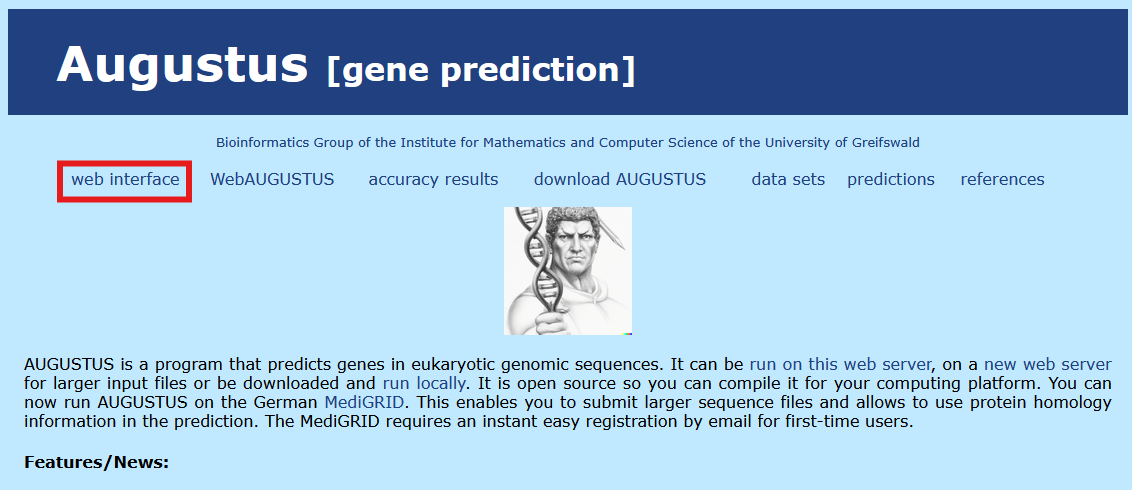 Augustus [gene prediction]
Bioinformatics Group of the Institute for Mathematics and Computer Science of the University of Greifswald
web interface WebAUGUSTUS accuracy results download AUGUSTUS data sets predictions references
AUGUSTUS is a program that predicts genes in eukaryotic genomic sequences. It can be run on this web server, on a new web server
for larger input files or be downloaded and run locally. It is open source so you can compile it for your computing platform. You can
now run AUGUSTUS on the German MediGRID. This enables you to submit larger sequence files and allows to use protein homology
information in the prediction. The MediGRID requires an instant easy registration by email for first-time users.
Features/News: